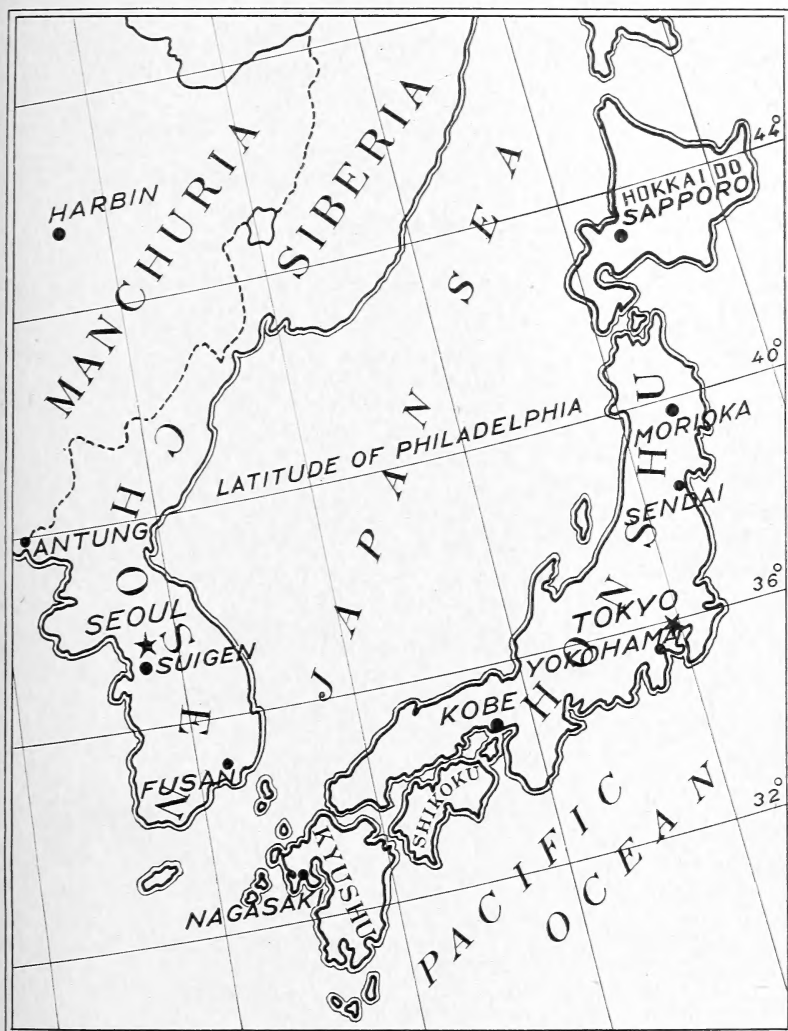 44°
HOKKAIDO
SAPPORO
HARBIN
MANCHURIA
SIBERIA
JAPAN SEA
40°
LATITUDE OF PHILADELPHIA
MORIOKA
SENDAI
HONSHU
CHOSEN
ANTUNG
SEOUL
SUIGEN
FUSAN
36°
TOKYO
YOKOHAMA
KOBE
SHIKOKU
KYUSHU
NAGASAKI
32°
PACIFIC
OCEAN